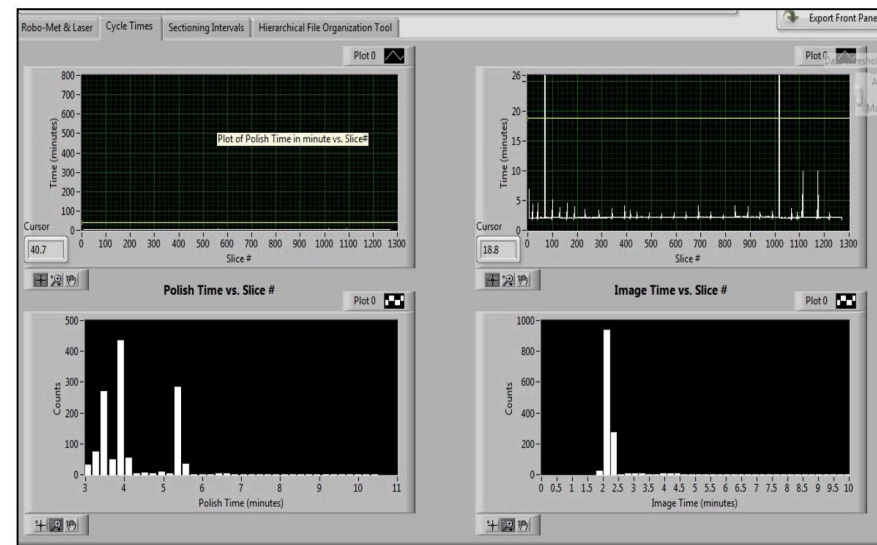 Robo-Met & Laser Cycle Times Sectioning Intervals Hierarchical File Organization Tool
Export Front Pane
Plot 0
800
700
600
500
400
300
200
100
0
Time (minutes)
Plot of Polish Time in minute vs. Slice#
0 100 200 300 400 500 600 700 800 900 1000 1100 1200 1300
Slice #
Cursor
40.7
Plot 0
26
20
15
10
5
0
Time (minutes)
0 100 200 300 400 500 600 700 800 900 1000 1100 1200 1300
Slice #
Cursor
18.8
Polish Time vs. Slice #
Plot 0
500
400
300
200
100
0
Counts
3 4 5 6 7 8 9 10 11
Polish Time (minutes)
Image Time vs. Slice #
Plot 0
1000
800
600
400
200
0
Counts
0 0.5 1 1.5 2 2.5 3 3.5 4 4.5 5 5.5 6 6.5 7 7.5 8 8.5 9 9.5 10
Image Time (minutes)